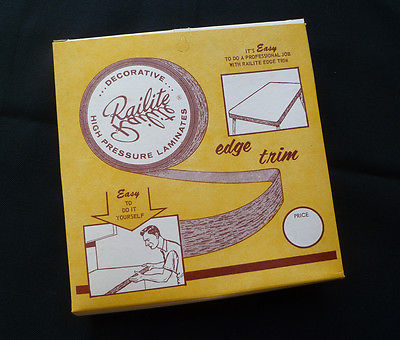 ...DECORATIVE...
Railite ®
HIGH PRESSURE LAMINATES
IT'S Easy
TO DO A PROFESSIONAL JOB
WITH RAILITE EDGE TRIM
edge trim
Easy
TO
DO IT
YOURSELF
PRICE